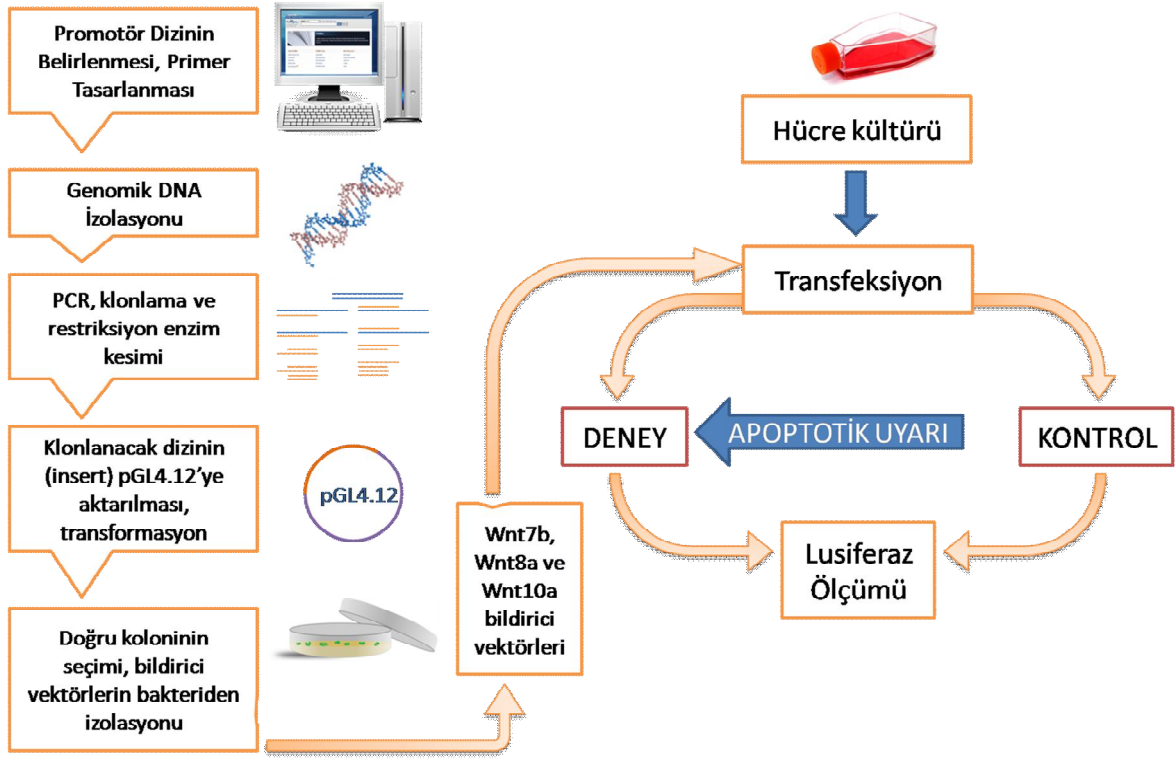 Promotör Dizinin
Belirlenmesi, Primer
Tasarlanması
Genomik DNA
İzolasyonu
PCR, klonlama ve
restriksiyon enzim
kesimi
Klonlanacak dizinin
(insert) pGL4.12’ye
aktarılması,
transformasyon
pGL4.12
Doğru koloninin
seçimi, bildirici
vektörlerin bakteriden
izolasyonu
Wnt7b,
Wnt8a ve
Wnt10a
bildirici
vektörleri
Hücre kültürü
Transfeksiyon
DENEY
APOPTOTİK UYARI
KONTROL
Lusiferaz
Ölçümü